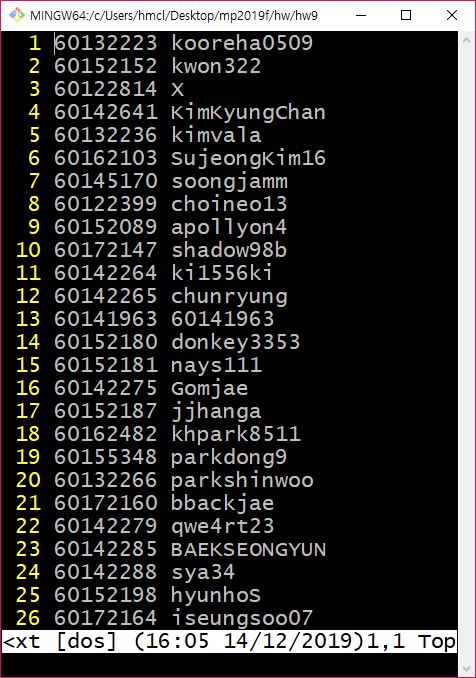 MINGW64:/c/Users/hmcl/Desktop/mp2019f/hw/hw9
1 60132223 kooreha0509
2 60152152 kwon322
3 60122814 X
4 60142641 KimKyungChan
5 60132236 kimvala
6 60162103 SujeongKim16
7 60145170 soongjamm
8 60122399 choineo13
9 60152089 apollyon4
10 60172147 shadow98b
11 60142264 ki1556ki
12 60142265 chunryung
13 60141963 60141963
14 60152180 donkey3353
15 60152181 nays111
16 60142275 Gomjae
17 60152187 jjhanga
18 60162482 khpark8511
19 60155348 parkdong9
20 60132266 parkshinwoo
21 60172160 bbackjae
22 60142279 qwe4rt23
23 60142285 BAEKSEONGYUN
24 60142288 sya34
25 60152198 hyunhoS
26 60172164 iseungsoo07
<xt [dos] (16:05 14/12/2019)1,1 Top